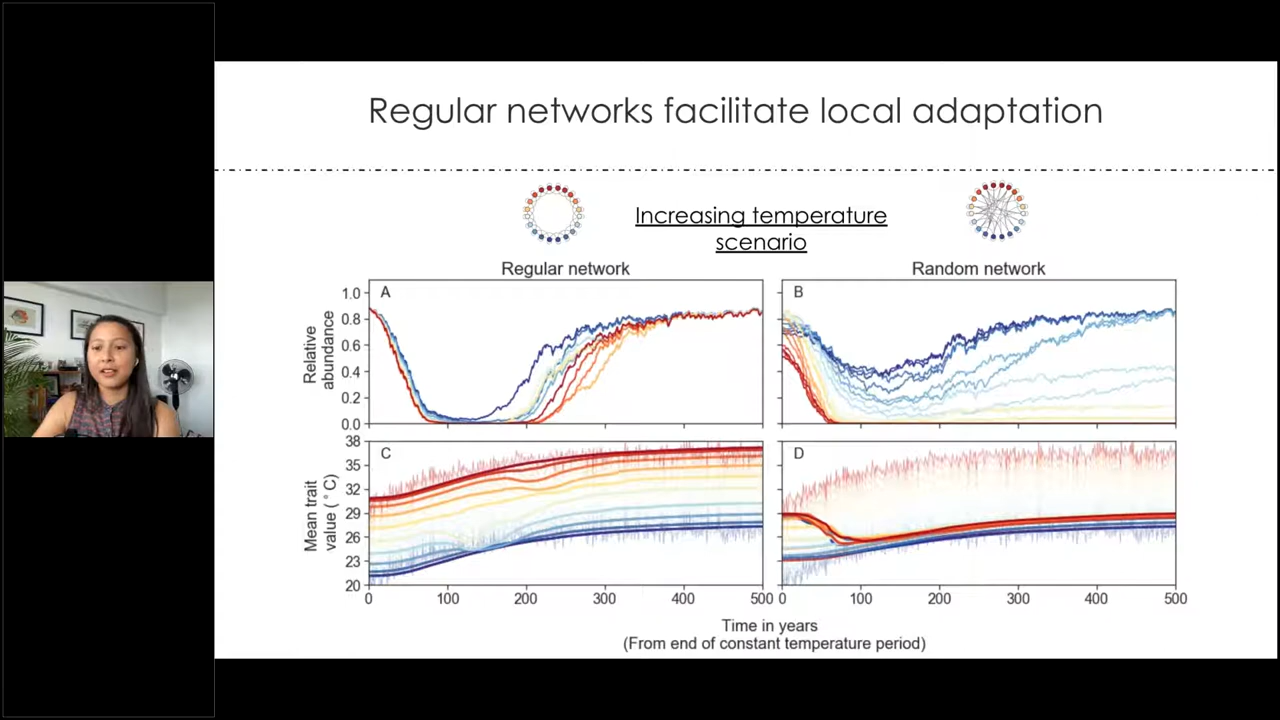 Regular networks facilitate local adaptation
Increasing temperature
scenario
Regular network
Random network
A
B
Relative
abundance
1.0
0.8
0.6
0.4
0.2
0.0
C
D
Mean trait
value ( ° C)
38
35
32
29
26
23
20
0 100 200 300 400 500
0 100 200 300 400 500
Time in years
(From end of constant temperature period)